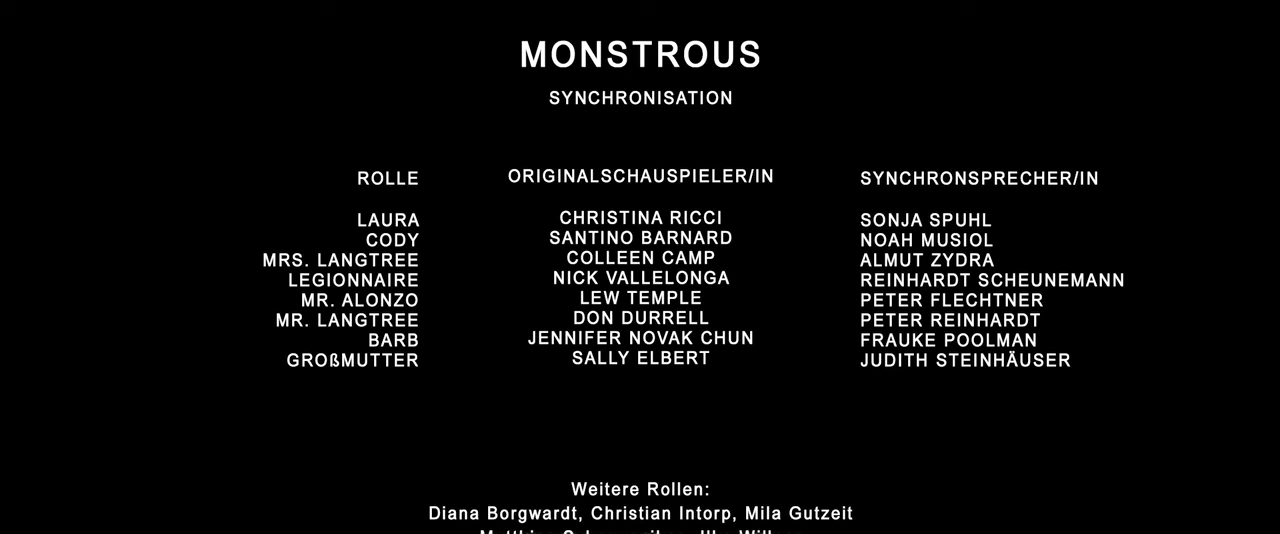 MONSTROUS
SYNCHRONISATION
ROLLE ORIGINALSCHAUSPIELER/IN SYNCHRONSPRECHER/IN
LAURA CHRISTINA RICCI SONJA SPUHL
CODY SANTINO BARNARD NOAH MUSIOL
MRS. LANGTREE COLLEEN CAMP ALMUT ZYDRA
LEGIONNAIRE NICK VALLELONGA REINHARDT SCHEUNEMANN
MR. ALONZO LEW TEMPLE PETER FLECHTNER
MR. LANGTREE DON DURRELL PETER REINHARDT
BARB JENNIFER NOVAK CHUN FRAUKE POOLMAN
GROßMUTTER SALLY ELBERT JUDITH STEINHÄUSER
Weitere Rollen:
Diana Borgwardt, Christian Intorp, Mila Gutzeit